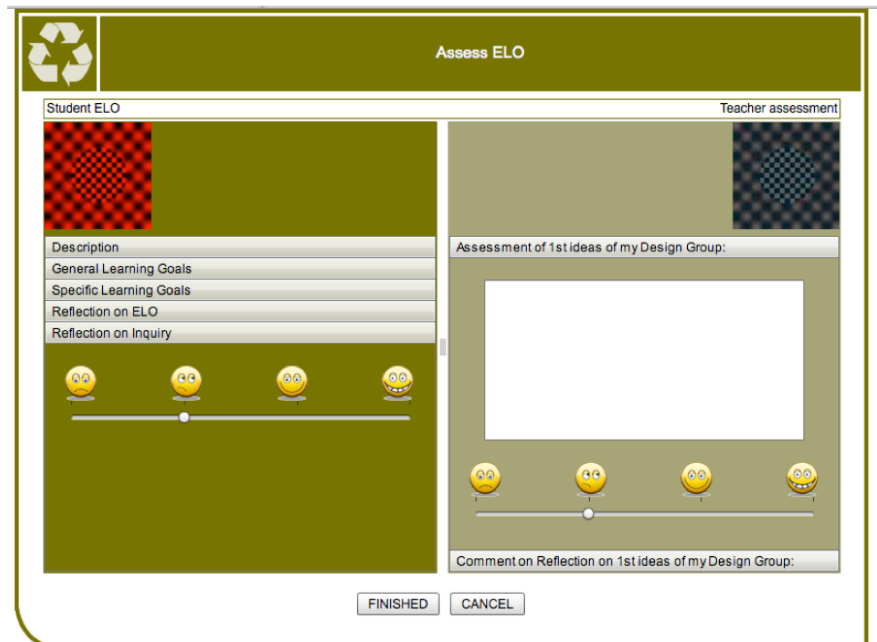 Assess ELO
Student ELO
Teacher assessment
Description
General Learning Goals
Specific Learning Goals
Reflection on ELO
Reflection on Inquiry
Assessment of 1st ideas of my Design Group:
Comment on Reflection on 1st ideas of my Design Group:
FINISHED
CANCEL